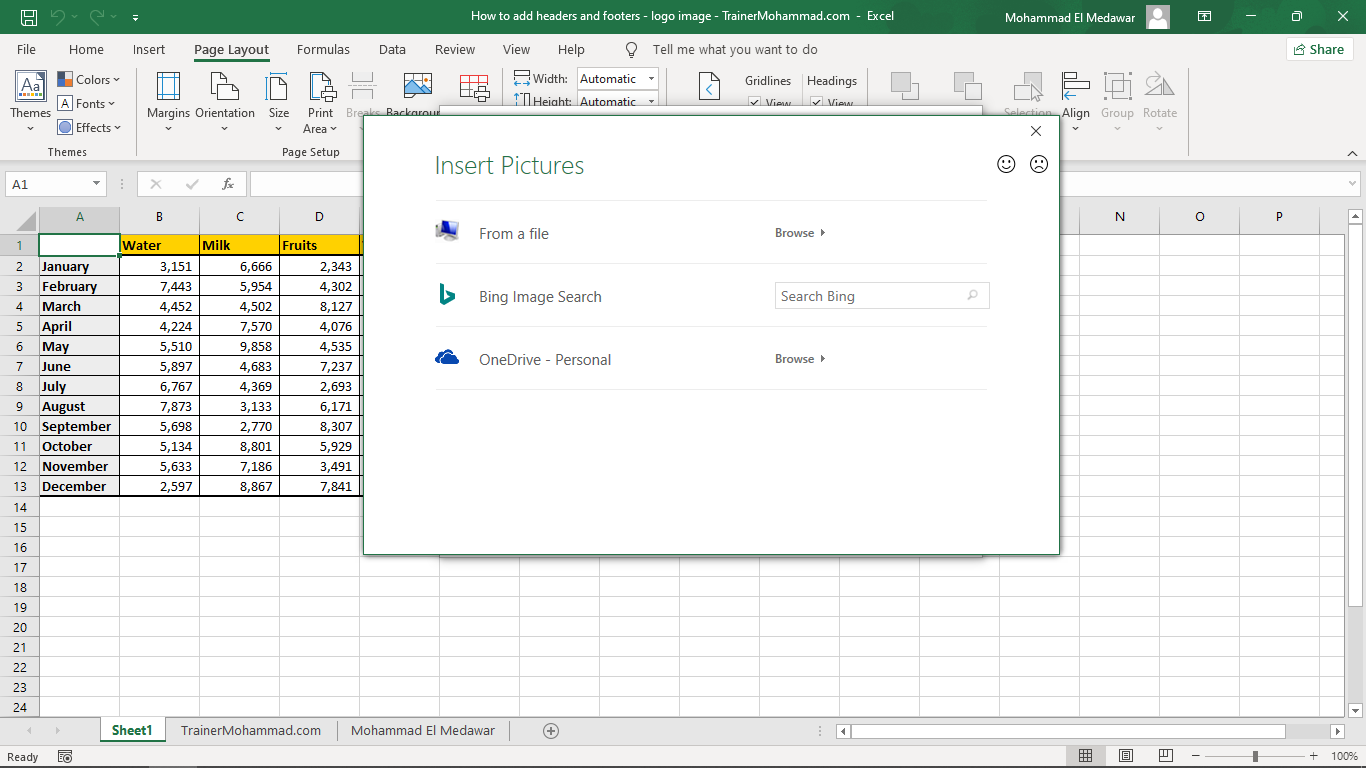 How to add headers and footers - logo image - TrainerMohammad.com - Excel
Mohammad El Medawar
File Home Insert Page Layout Formulas Data Review View Help Tell me what you want to do
Share
Themes
Colors
Fonts
Effects
Themes
Margins Orientation Size Print Area Breaks Background
Page Setup
Width: Automatic
Height: Automatic
Gridlines
View
Headings
View
Selection
Align Group Rotate
A1
fx
Insert Pictures
From a file Browse
Bing Image Search Search Bing
OneDrive - Personal Browse
A B C D N O P
1 Water Milk Fruits
2 January 3,151 6,666 2,343
3 February 7,443 5,954 4,302
4 March 4,452 4,502 8,127
5 April 4,224 7,570 4,076
6 May 5,510 9,858 4,535
7 June 5,897 4,683 7,237
8 July 6,767 4,369 2,693
9 August 7,873 3,133 6,171
10 September 5,698 2,770 8,307
11 October 5,134 8,801 5,929
12 November 5,633 7,186 3,491
13 December 2,597 8,867 7,841
14
15
16
17
18
19
20
21
22
23
24
Sheet1 TrainerMohammad.com Mohammad El Medawar
Ready
100%